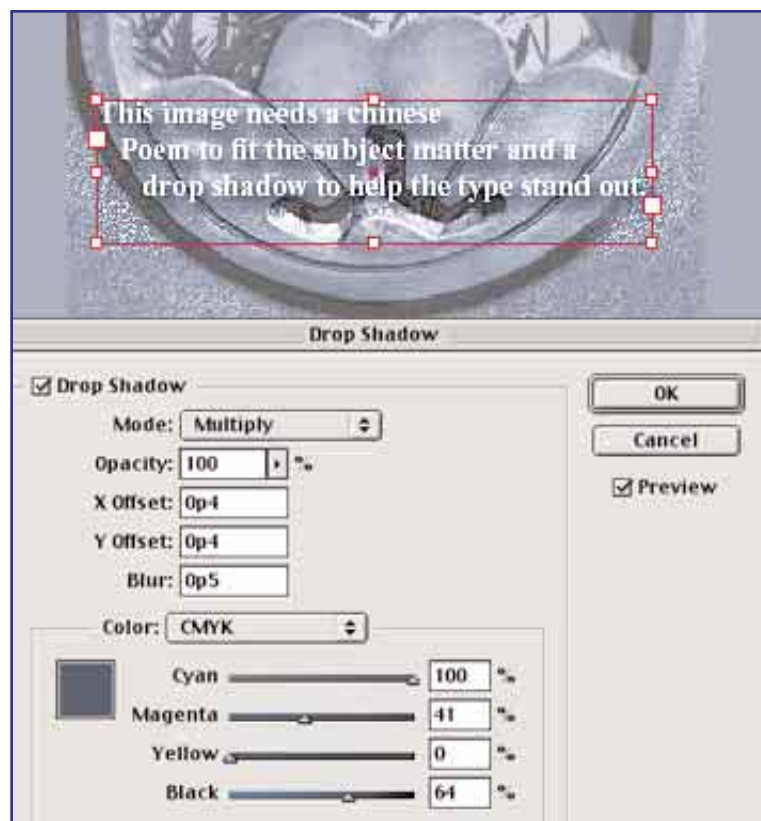 This image needs a chinese
Poem to fit the subject matter and a
drop shadow to help the type stand out.
Drop Shadow
Drop Shadow
OK
Mode: Multiply
Cancel
Opacity: 100 %
Preview
X Offset: 0p4
Y Offset: 0p4
Blur: 0p5
Color: CMYK
Cyan 100 %
Magenta 41 %
Yellow 0 %
Black 64 %